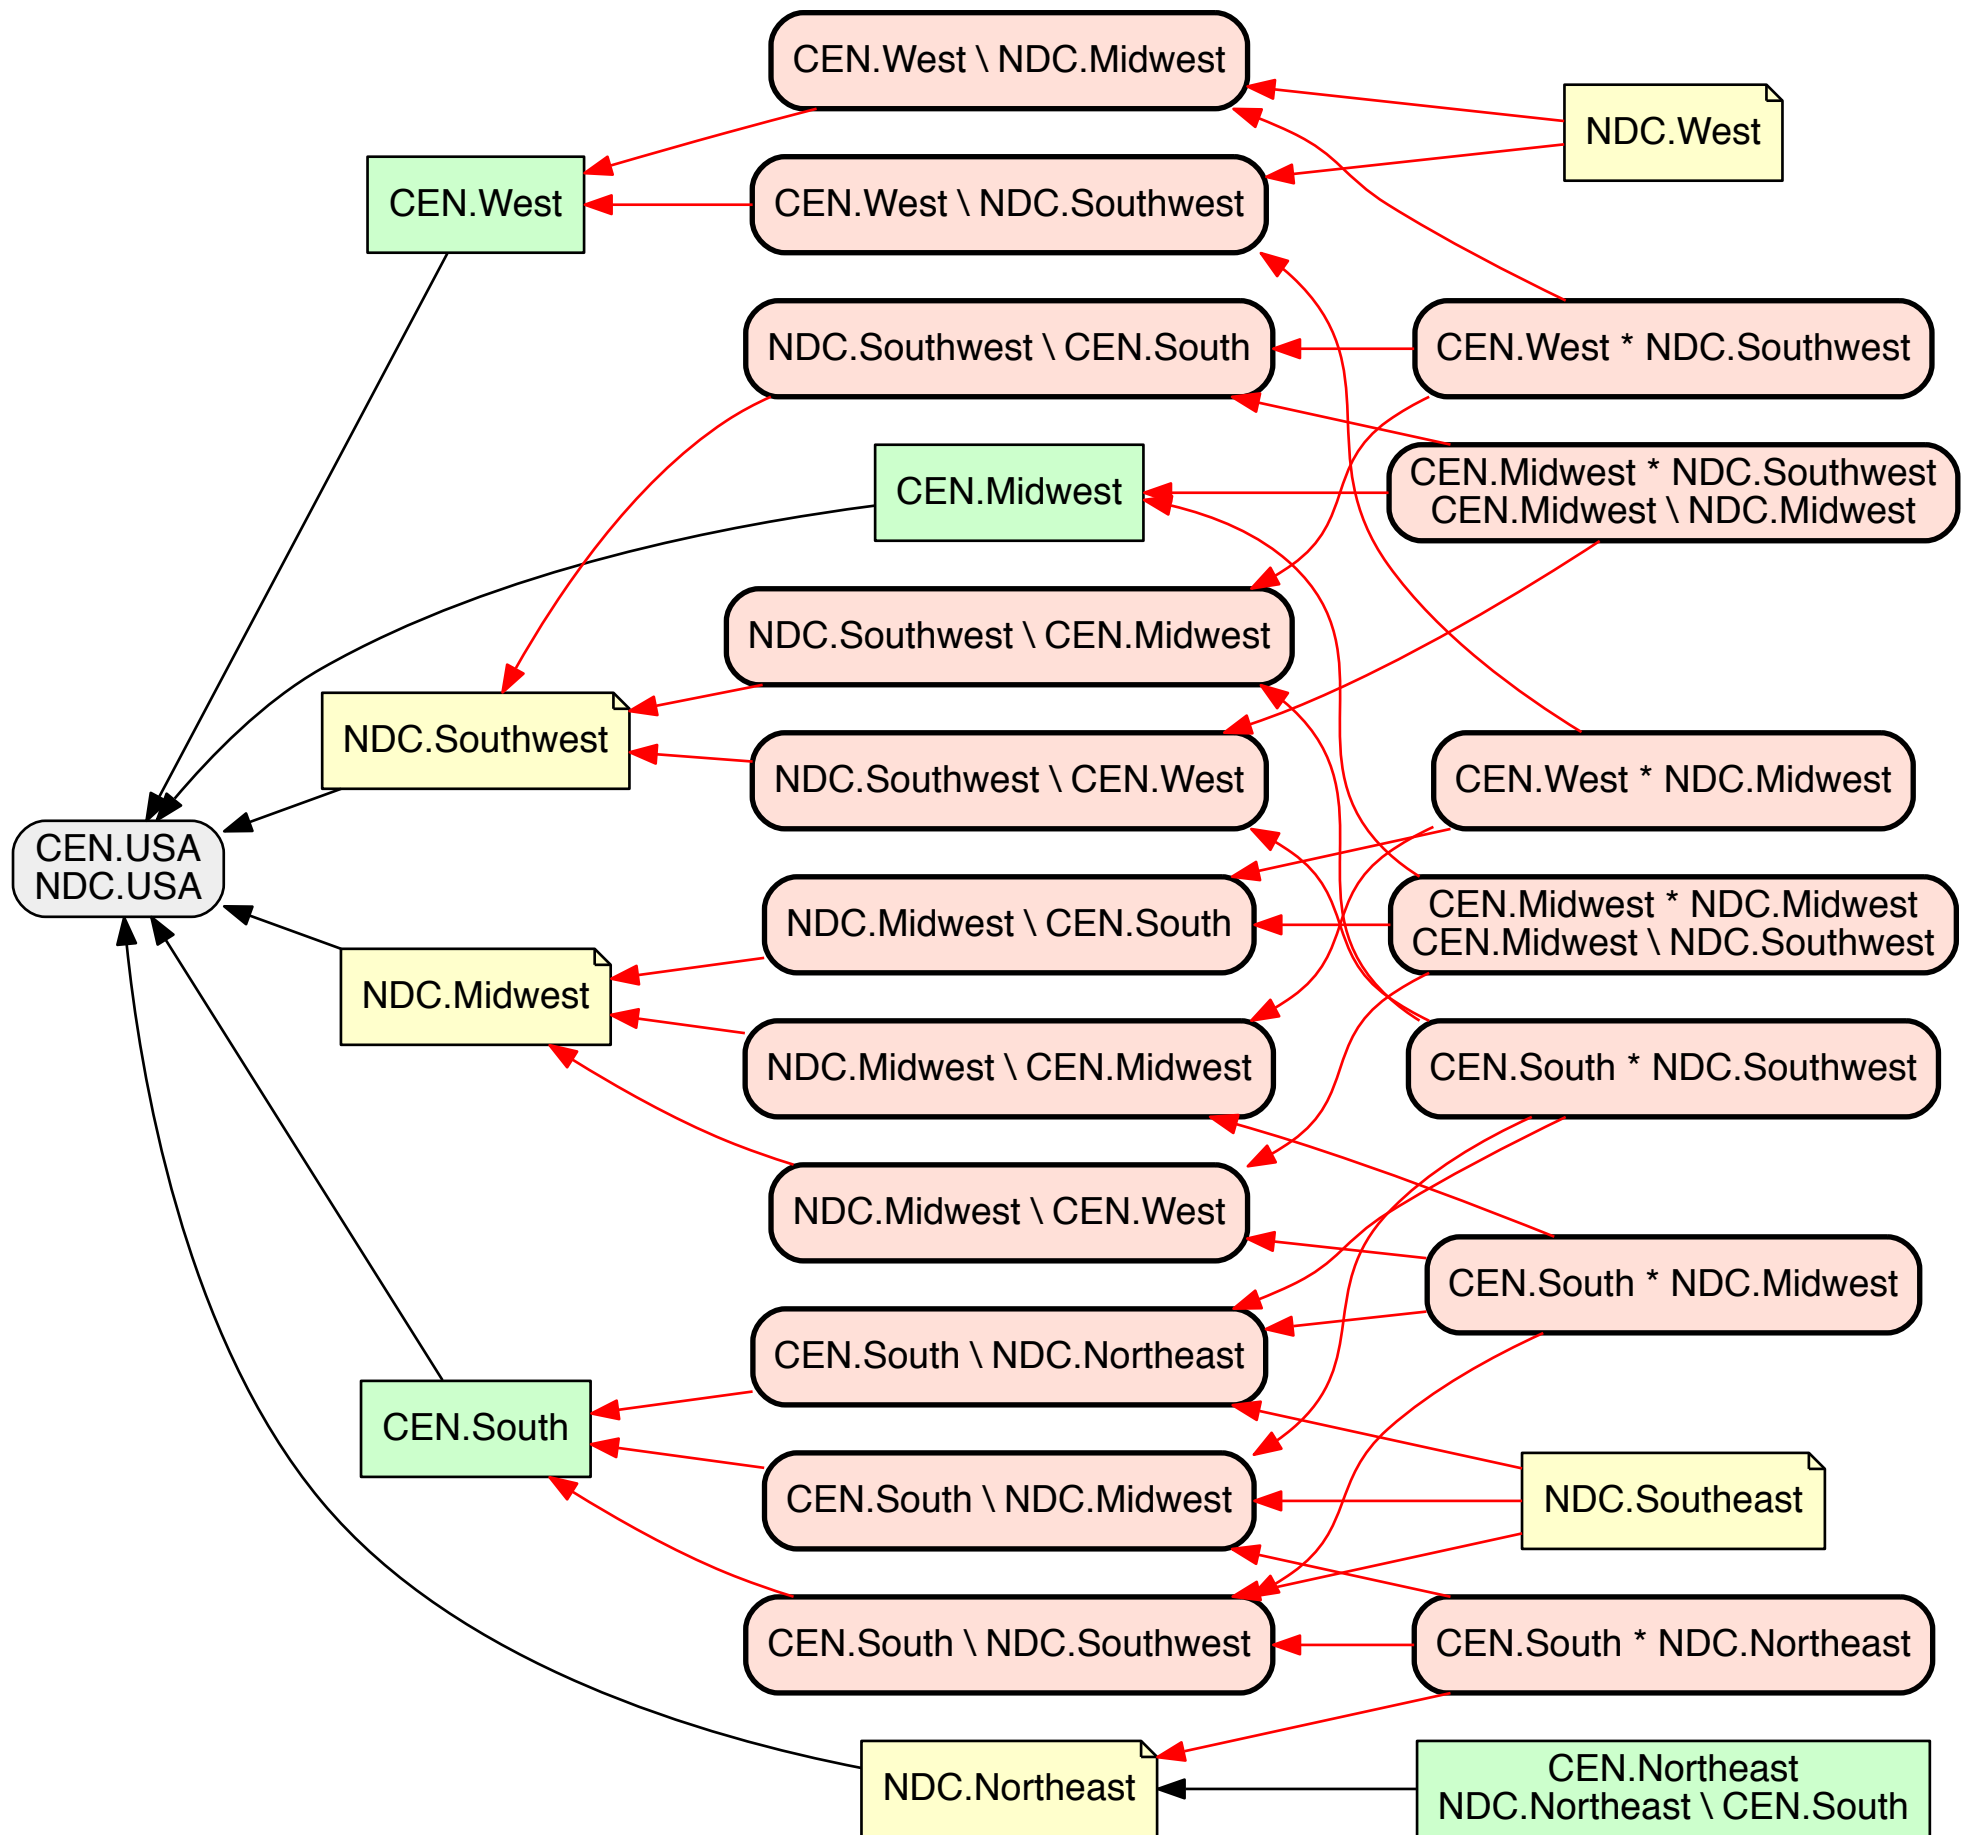 CEN.West \ NDC.Midwest
NDC.West
CEN.West
CEN.West \ NDC.Southwest
NDC.Southwest \ CEN.South
CEN.West * NDC.Southwest
CEN.Midwest
CEN.Midwest * NDC.Southwest
CEN.Midwest \ NDC.Midwest
NDC.Southwest \ CEN.Midwest
NDC.Southwest
NDC.Southwest \ CEN.West
CEN.West * NDC.Midwest
CEN.USA
NDC.USA
NDC.Midwest \ CEN.South
CEN.Midwest * NDC.Midwest
CEN.Midwest \ NDC.Southwest
NDC.Midwest
NDC.Midwest \ CEN.Midwest
CEN.South * NDC.Southwest
NDC.Midwest \ CEN.West
CEN.South * NDC.Midwest
CEN.South \ NDC.Northeast
CEN.South
CEN.South \ NDC.Midwest
NDC.Southeast
CEN.South \ NDC.Southwest
CEN.South * NDC.Northeast
NDC.Northeast
CEN.Northeast
NDC.Northeast \ CEN.South